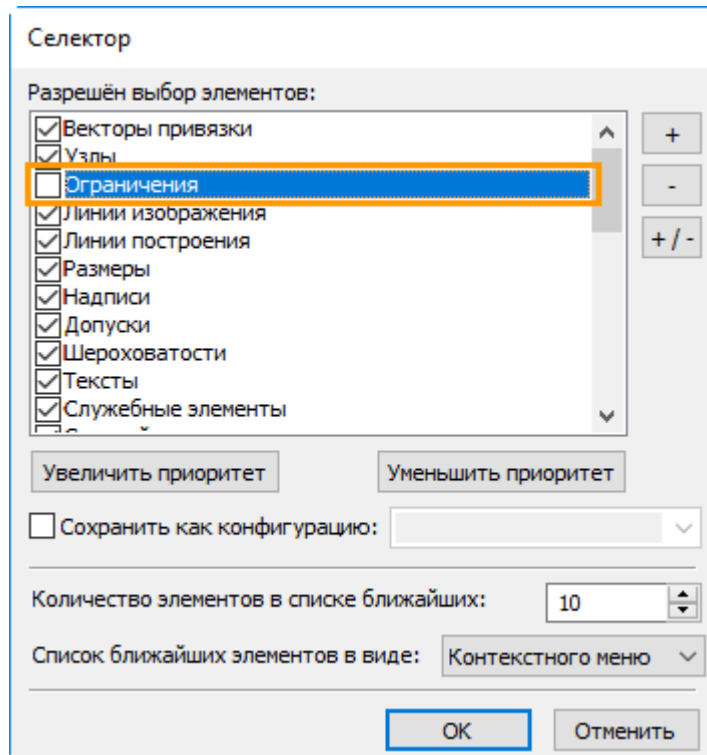 Селектор
Разрешён выбор элементов:
Векторы привязки
+
Узлы
Ограничения
-
Линии изображения
Линии построения
+ / -
Размеры
Надписи
Допуски
Шероховатости
Тексты
Служебные элементы
Увеличить приоритет
Уменьшить приоритет
Сохранить как конфигурацию:
Количество элементов в списке ближайших:
10
Список ближайших элементов в виде:
Контекстного меню
ОК
Отменить